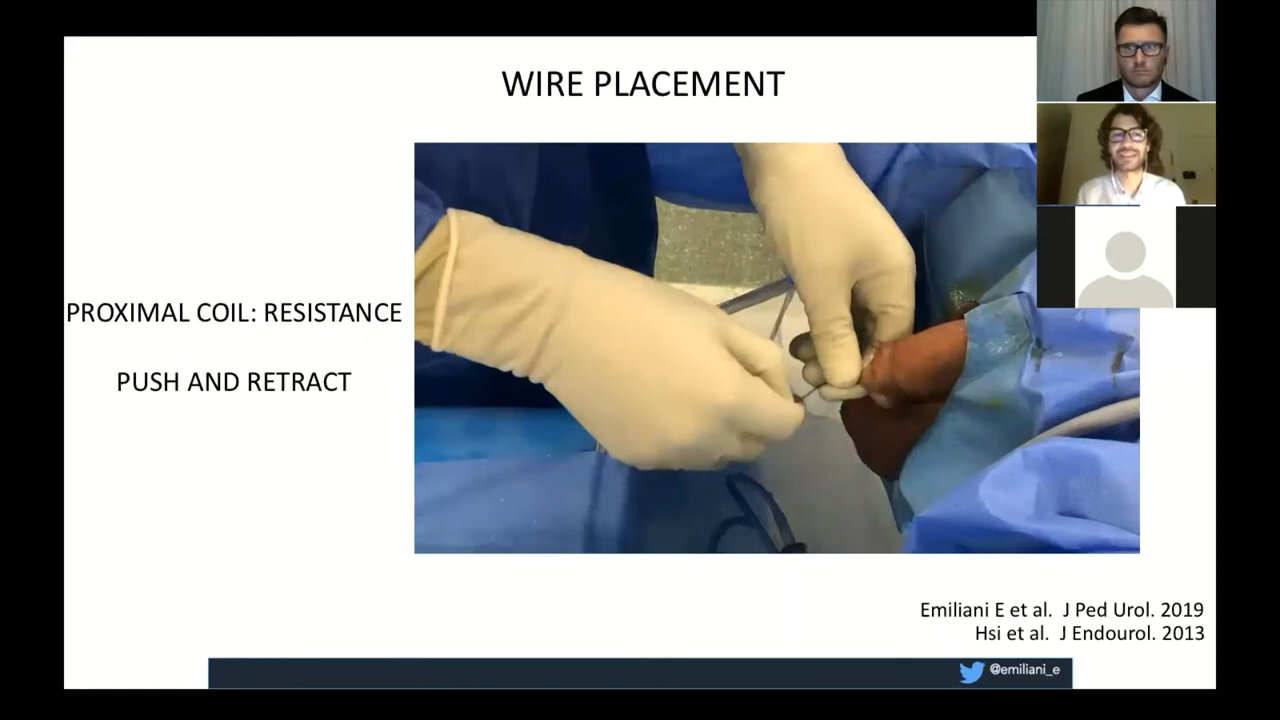 WIRE PLACEMENT
PROXIMAL COIL: RESISTANCE
PUSH AND RETRACT
Emiliani E et al. J Ped Urol. 2019
Hsi et al. J Endourol. 2013
@emiliani_e